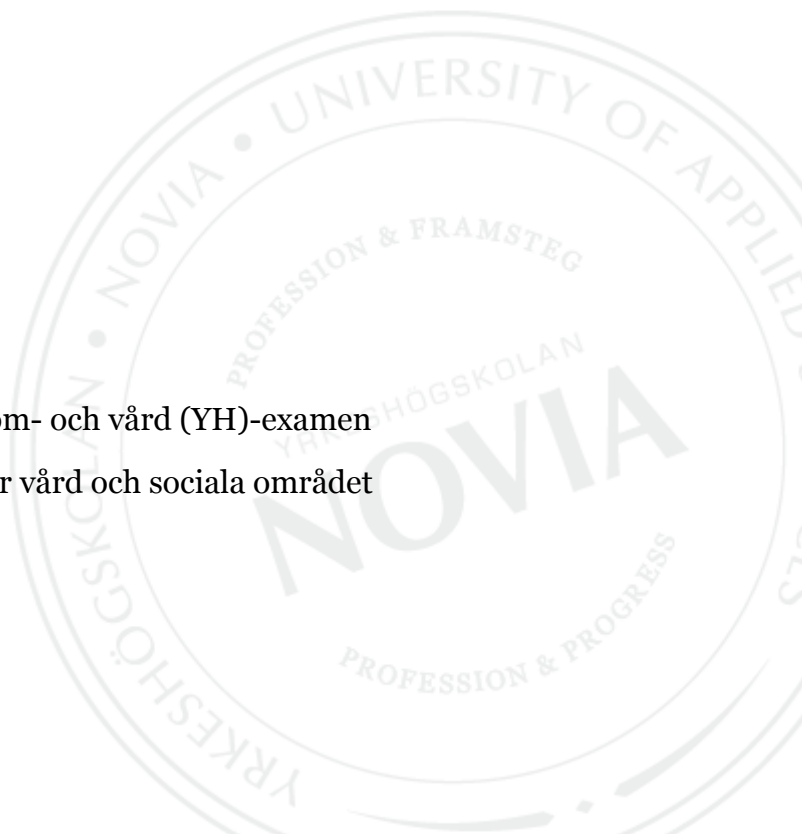 UNIVERSITY OF APPLIED
NOVIA
PROFESSION & FRAMSTEG
YRKESHÖGSKOLAN
NOVIA
om- och vård (YH)-examen
r vård och sociala området
PROFESSION & PROGRESS
YRKESHÖGSKOLAN